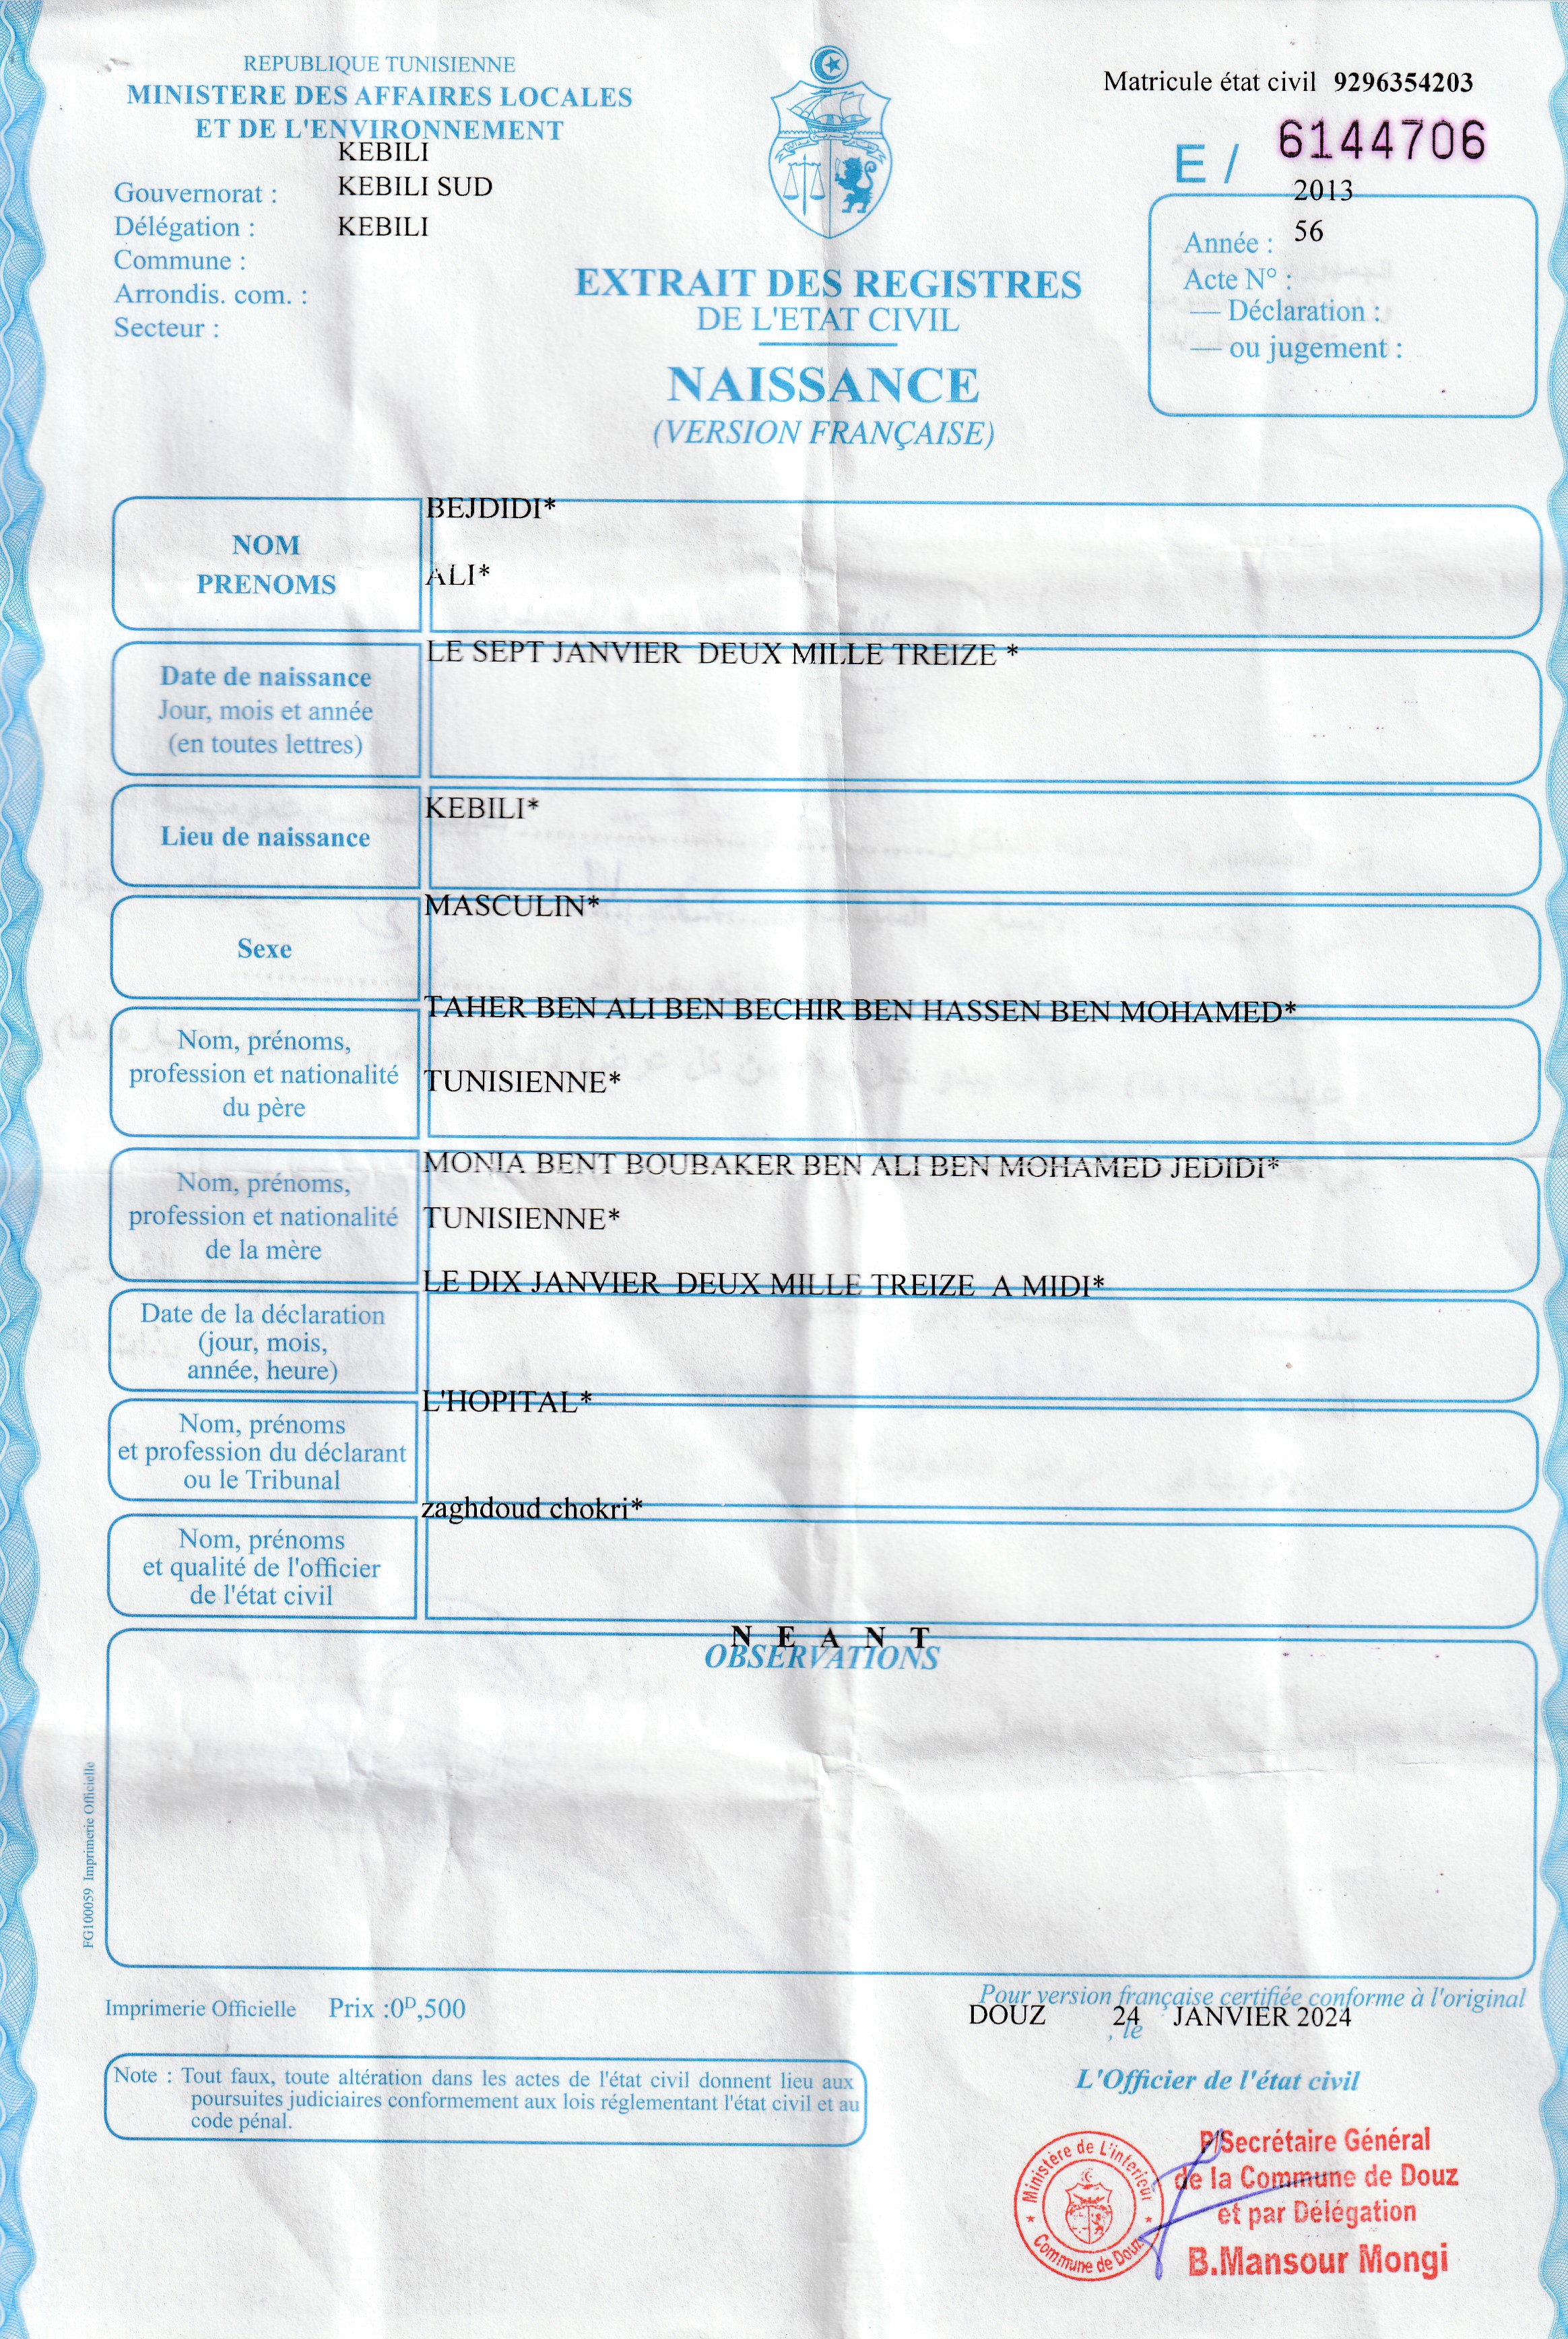 REPUBLIQUE TUNISIENNE
MINISTERE DES AFFAIRES LOCALES
ET DE L'ENVIRONNEMENT
KEBILI
Gouvernorat : KEBILI SUD
Délégation : KEBILI
Commune :
Arrondis. com. :
Secteur :
Matricule état civil 9296354203
E / 6144706
2013
Année : 56
Acte N° :
— Déclaration :
— ou jugement :
EXTRAIT DES REGISTRES
DE L'ETAT CIVIL
NAISSANCE
(VERSION FRANÇAISE)
BEJDIDI*
NOM
ALI*
PRENOMS
LE SEPT JANVIER DEUX MILLE TREIZE *
Date de naissance
Jour, mois et année
(en toutes lettres)
KEBILI*
Lieu de naissance
MASCULIN*
Sexe
TAHER BEN ALI BEN BECHIR BEN HASSEN BEN MOHAMED*
Nom, prénoms,
profession et nationalité
TUNISIENNE*
du père
MONIA BENT BOUBAKER BEN ALI BEN MOHAMED JEDIDI*
Nom, prénoms,
profession et nationalité
TUNISIENNE*
de la mère
LE DIX JANVIER DEUX MILLE TREIZE A MIDI*
Date de la déclaration
(jour, mois,
année, heure)
L'HOPITAL*
Nom, prénoms
et profession du déclarant
ou le Tribunal
zaghdoud chokri*
Nom, prénoms
et qualité de l'officier
de l'état civil
N E A N T
OBSERVATIONS
FG100059 Imprimerie Officielle
Imprimerie Officielle Prix :0ᴰ,500
Pour version française certifiée conforme à l'original
DOUZ 24 JANVIER 2024
, le
Note : Tout faux, toute altération dans les actes de l'état civil donnent lieu aux
poursuites judiciaires conformement aux lois réglementant l'état civil et au
code pénal.
L'Officier de l'état civil
Ministère de L'interieur
Commune de Douz
P/Secrétaire Général
de la Commune de Douz
et par Délégation
B.Mansour Mongi